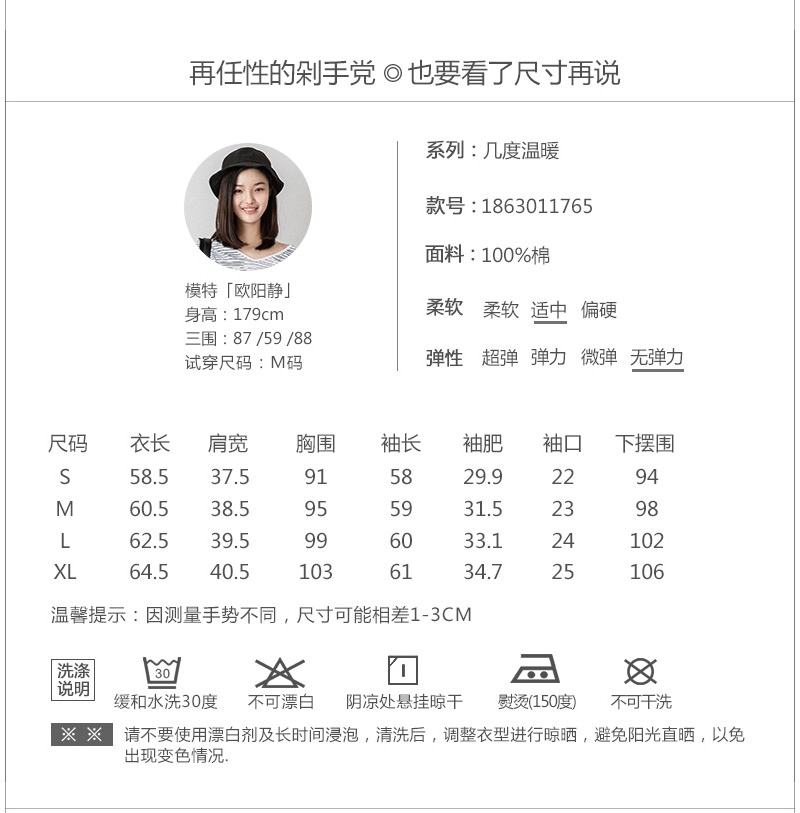 再任性的剁手党◎也要看了尺寸再说
模特「欧阳静」
身高：179cm
三围：87 /59 /88
试穿尺码：M码
系列：几度温暖
款号：1863011765
面料：100%棉
柔软 柔软 适中 偏硬
弹性 超弹 弹力 微弹 无弹力
尺码 衣长 肩宽 胸围 袖长 袖肥 袖口 下摆围
S 58.5 37.5 91 58 29.9 22 94
M 60.5 38.5 95 59 31.5 23 98
L 62.5 39.5 99 60 33.1 24 102
XL 64.5 40.5 103 61 34.7 25 106
温馨提示：因测量手势不同，尺寸可能相差1-3CM
洗涤
说明
30
缓和水洗30度 不可漂白 阴凉处悬挂晾干 熨烫(150度) 不可干洗
※ ※ 请不要使用漂白剂及长时间浸泡，清洗后，调整衣型进行晾晒，避免阳光直晒，以免
出现变色情况.